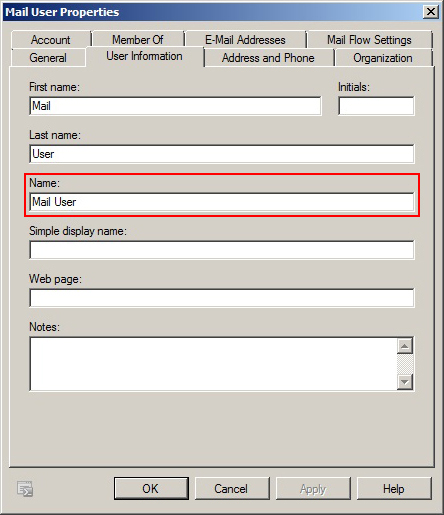 Mail User Properties
Account Member Of E-Mail Addresses Mail Flow Settings
General User Information Address and Phone Organization
First name: Initials:
Mail
Last name:
User
Name:
Mail User
Simple display name:
Web page:
Notes:
OK Cancel Apply Help